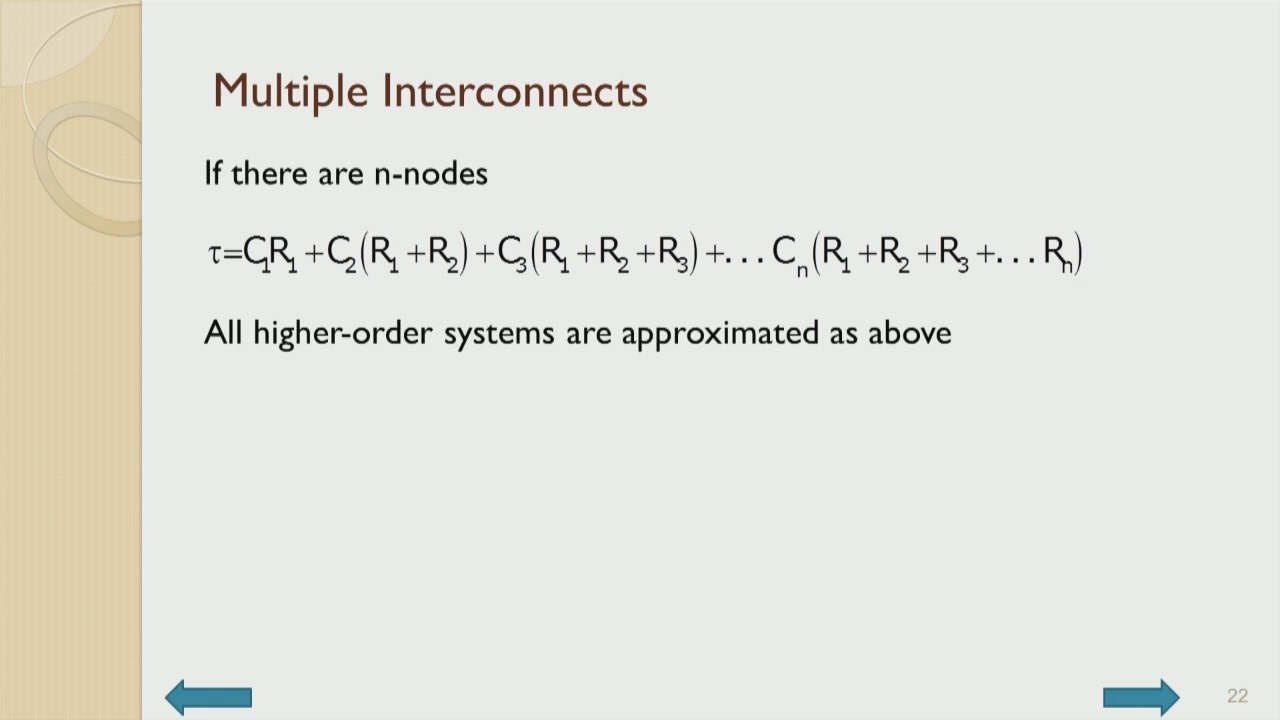 Multiple Interconnects
If there are n-nodes
τ=C₁R₁+C₂(R₁+R₂)+C₃(R₁+R₂+R₃)+...Cₙ(R₁+R₂+R₃+...Rₙ)
All higher-order systems are approximated as above
22